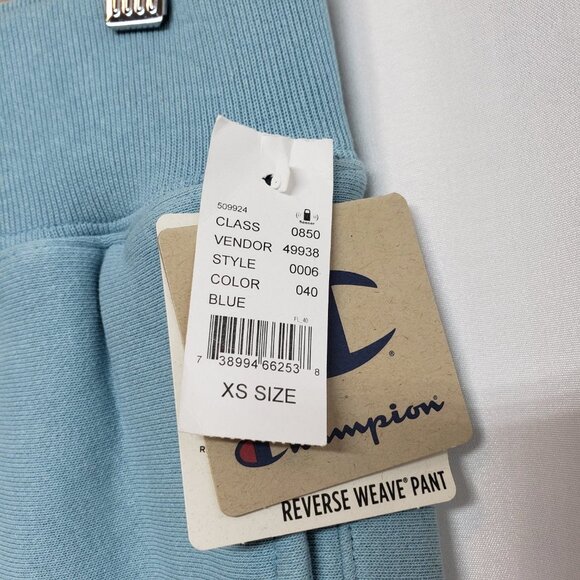 509924
CLASS 0850
VENDOR 49938
STYLE 0006
COLOR 040
BLUE
FL_40
7 38994 66253 8
XS SIZE
Champion®
R
REVERSE WEAVE® PANT